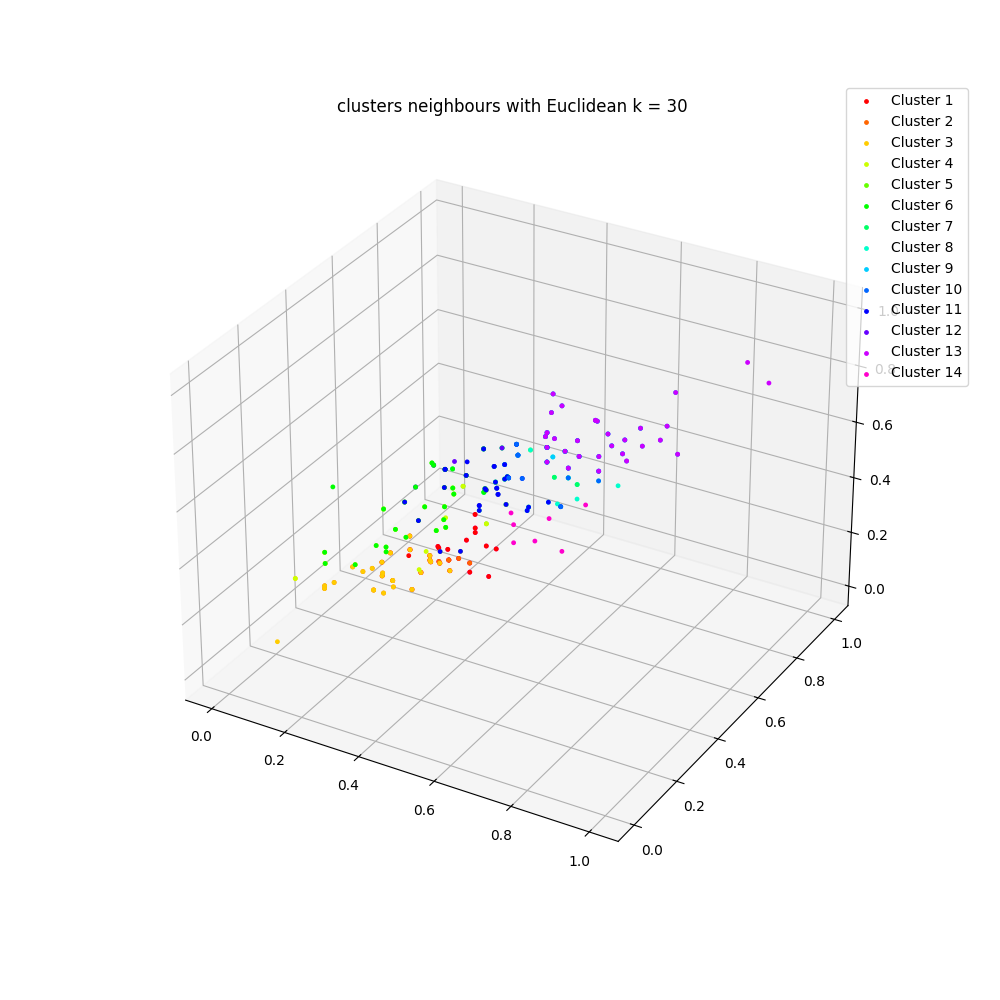 clusters neighbours with Euclidean k = 30
Cluster 1
Cluster 2
Cluster 3
Cluster 4
Cluster 5
Cluster 6
Cluster 7
Cluster 8
Cluster 9
Cluster 10
Cluster 11
Cluster 12
Cluster 13
Cluster 14
0.6
0.4
0.2
0.0
1.0
0.8
0.6
0.4
0.2
0.0
0.0
0.2
0.4
0.6
0.8
1.0